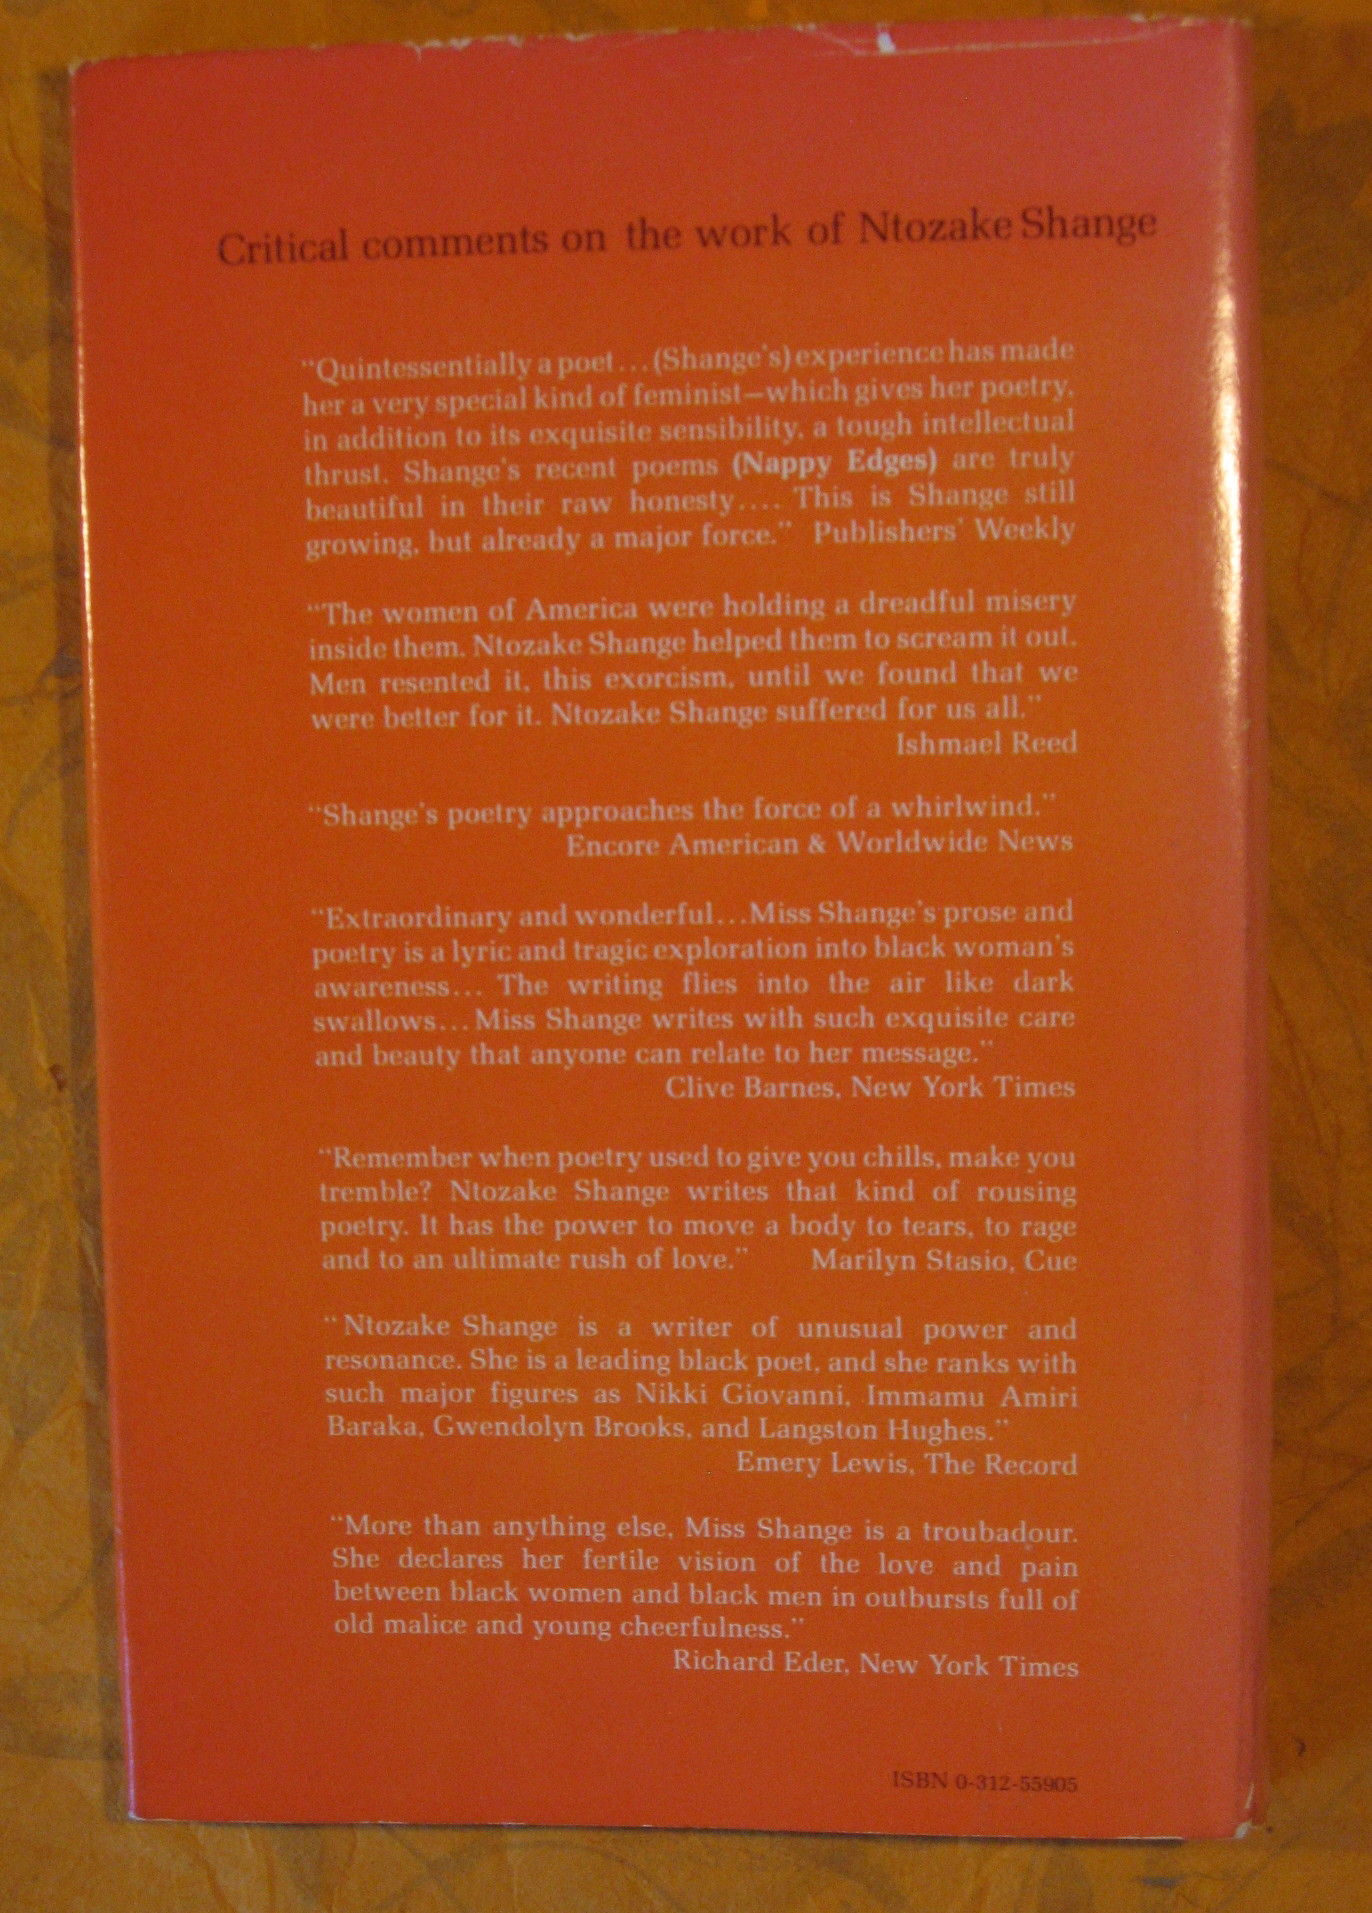 Critical comments on the work of Ntozake Shange
“Quintessentially a poet...(Shange's) experience has made
her a very special kind of feminist—which gives her poetry,
in addition to its exquisite sensibility, a tough intellectual
thrust. Shange's recent poems (Nappy Edges) are truly
beautiful in their raw honesty.... This is Shange still
growing, but already a major force.” Publishers' Weekly
“The women of America were holding a dreadful misery
inside them. Ntozake Shange helped them to scream it out.
Men resented it, this exorcism, until we found that we
were better for it. Ntozake Shange suffered for us all.”
Ishmael Reed
“Shange's poetry approaches the force of a whirlwind.”
Encore American & Worldwide News
“Extraordinary and wonderful...Miss Shange's prose and
poetry is a lyric and tragic exploration into black woman's
awareness... The writing flies into the air like dark
swallows...Miss Shange writes with such exquisite care
and beauty that anyone can relate to her message.”
Clive Barnes, New York Times
“Remember when poetry used to give you chills, make you
tremble? Ntozake Shange writes that kind of rousing
poetry. It has the power to move a body to tears, to rage
and to an ultimate rush of love.” Marilyn Stasio, Cue
“Ntozake Shange is a writer of unusual power and
resonance. She is a leading black poet, and she ranks with
such major figures as Nikki Giovanni, Immamu Amiri
Baraka, Gwendolyn Brooks, and Langston Hughes.”
Emery Lewis, The Record
“More than anything else, Miss Shange is a troubadour.
She declares her fertile vision of the love and pain
between black women and black men in outbursts full of
old malice and young cheerfulness.”
Richard Eder, New York Times
ISBN 0-312-55905